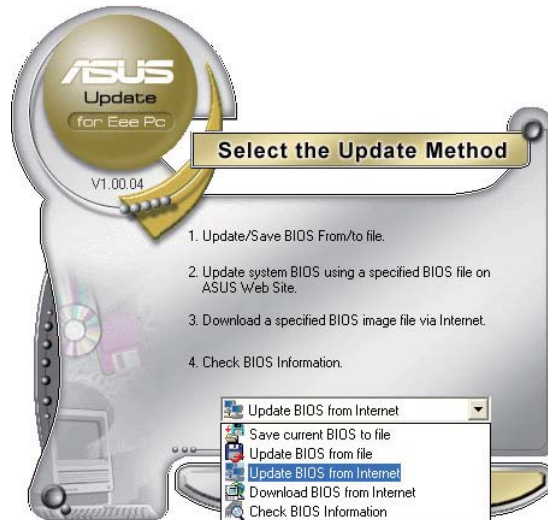 ASUS
Update
for Eee Pc
V1.00.04
Select the Update Method
1. Update/Save BIOS From/to file.
2. Update system BIOS using a specified BIOS file on
ASUS Web Site.
3. Download a specified BIOS image file via Internet.
4. Check BIOS Information.
Update BIOS from Internet
Save current BIOS to file
Update BIOS from file
Update BIOS from Internet
Download BIOS from Internet
Check BIOS Information